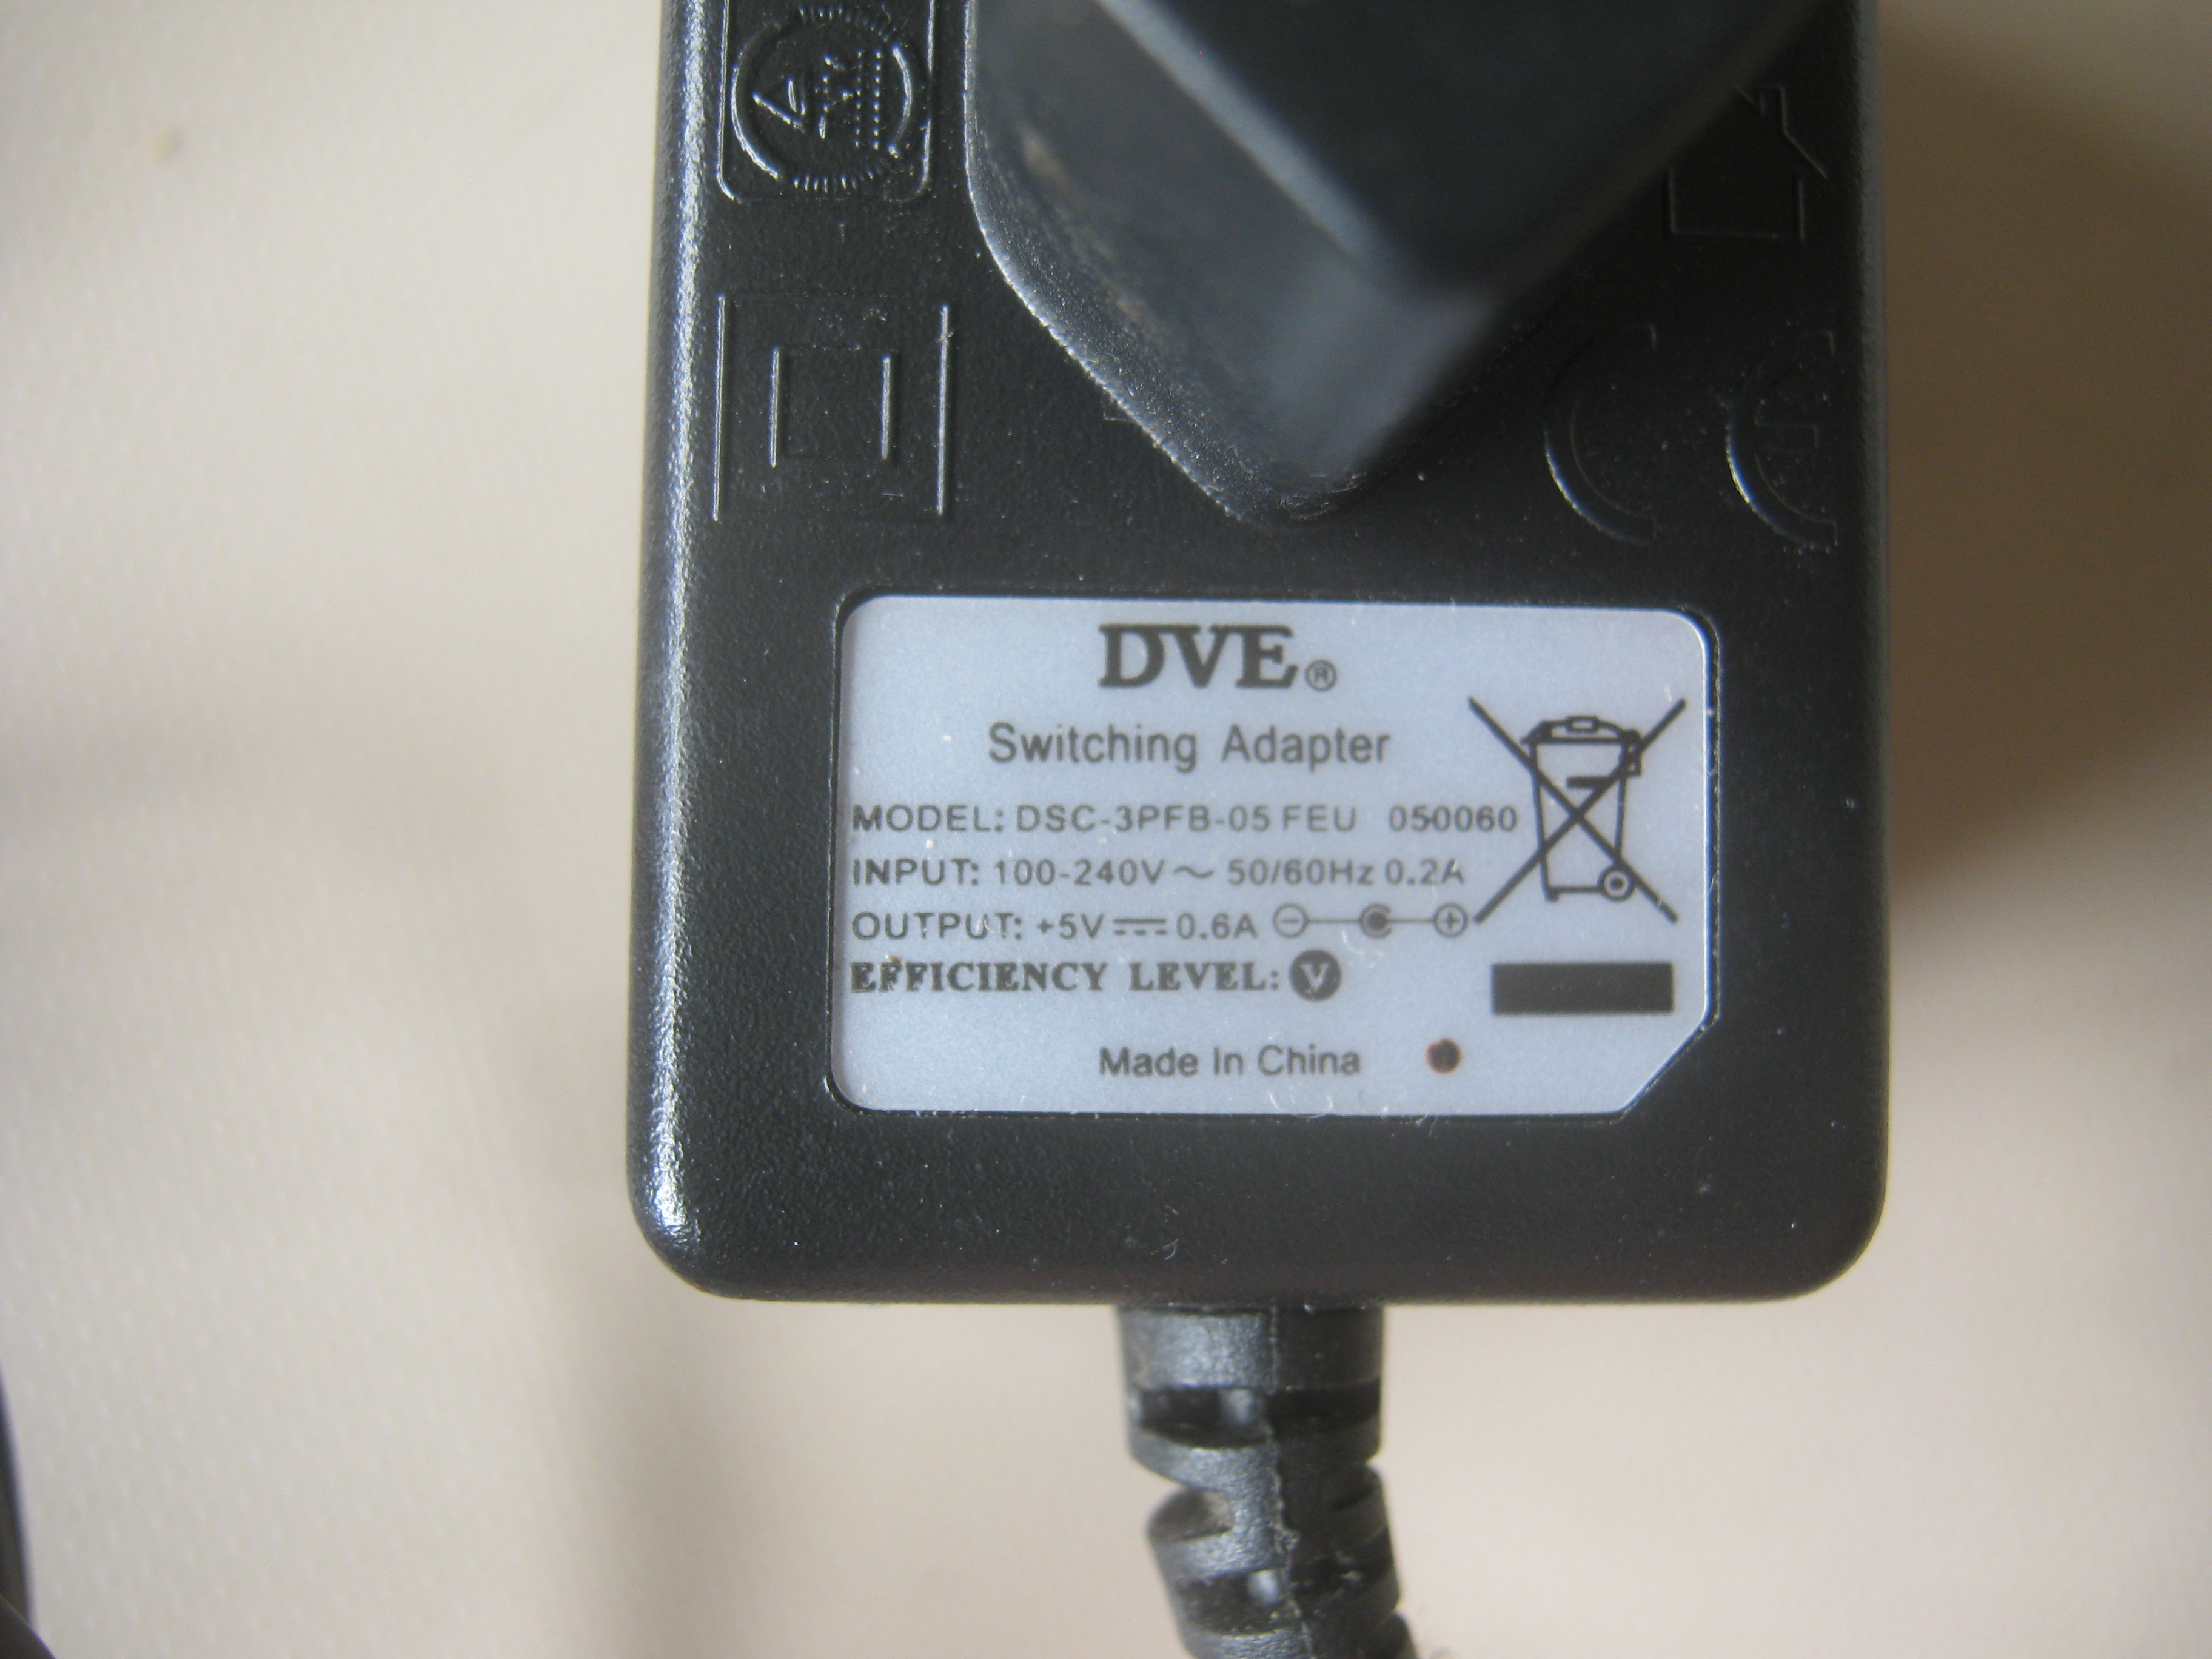 DVE®
Switching Adapter
MODEL: DSC-3PFB-05 FEU 050060
INPUT: 100-240V～ 50/60Hz 0.2A
OUTPUT: +5V⎓0.6A
EFFICIENCY LEVEL: V
Made In China